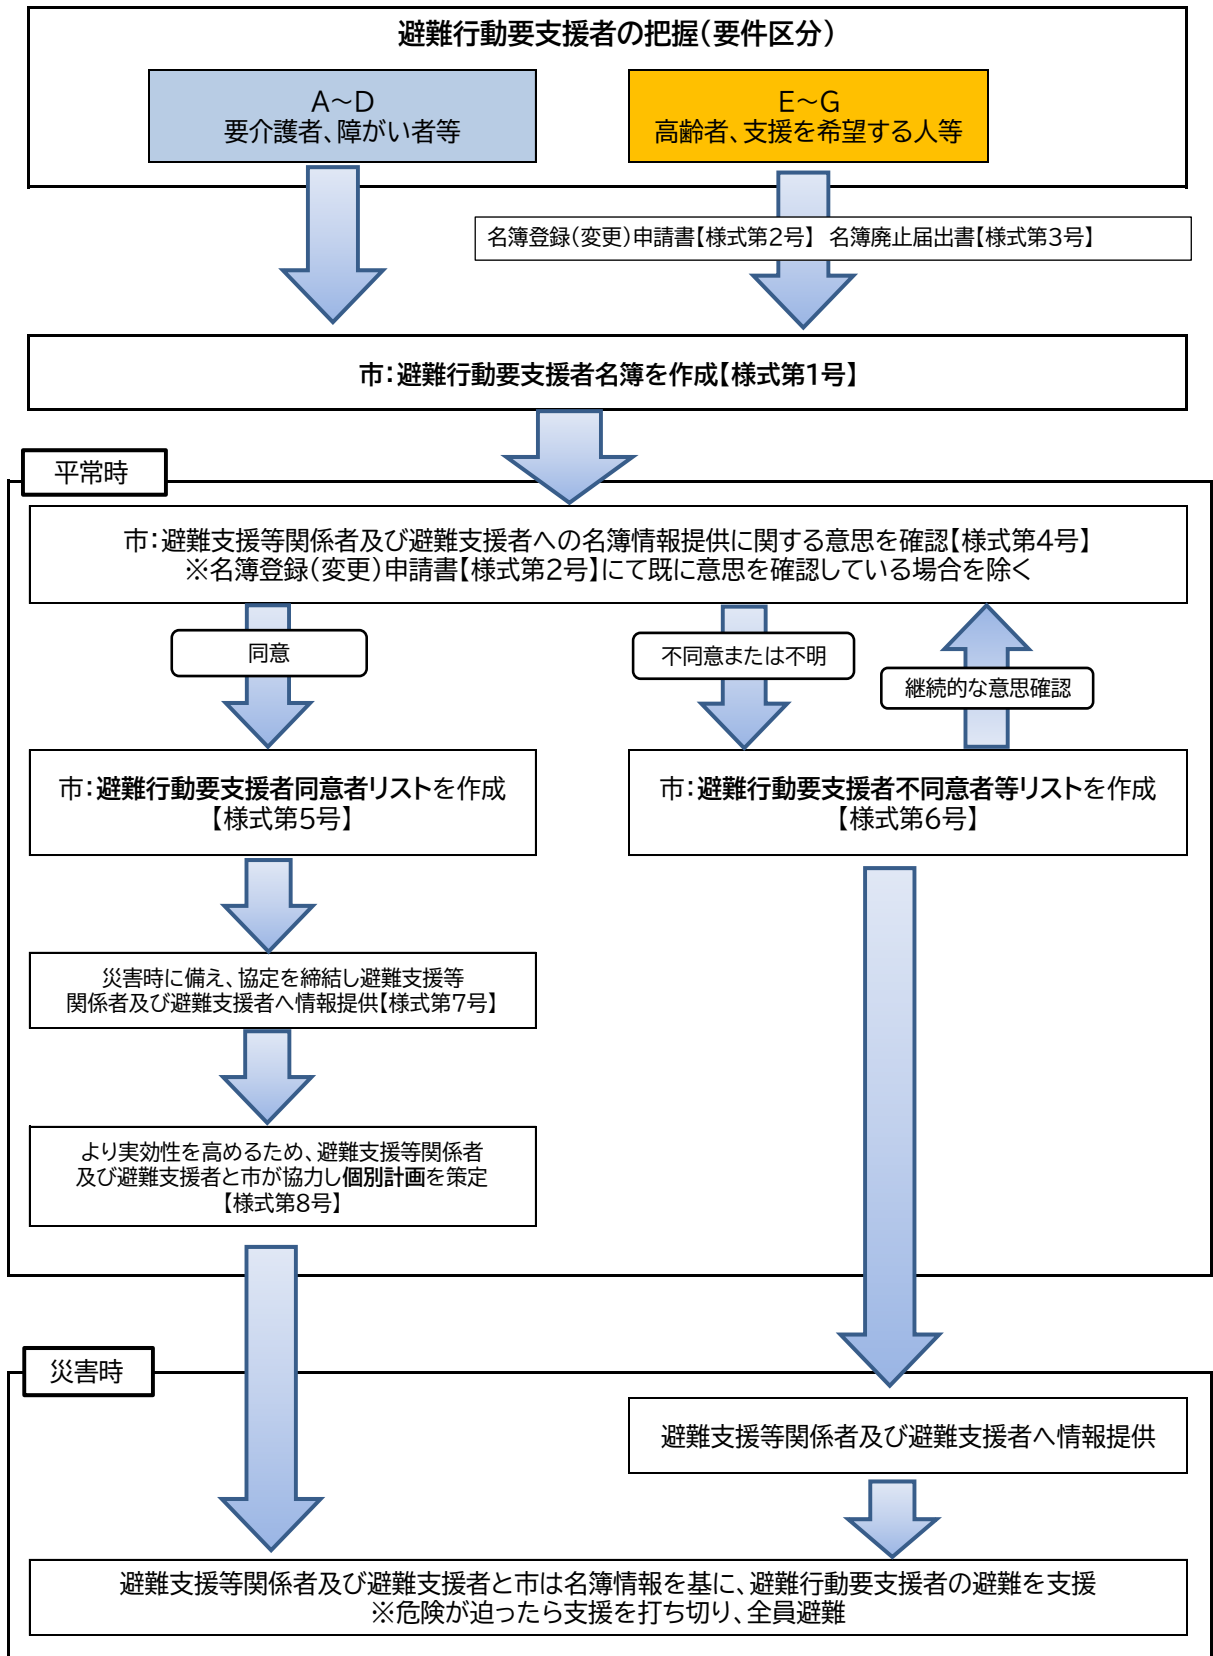 避難行動要支援者の把握（要件区分）
A～D
要介護者、障がい者等
E～G
高齢者、支援を希望する人等
名簿登録（変更）申請書【様式第2号】 名簿廃止届出書【様式第3号】
市：避難行動要支援者名簿を作成【様式第1号】
平常時
市：避難支援等関係者及び避難支援者への名簿情報提供に関する意思を確認【様式第4号】
※名簿登録（変更）申請書【様式第2号】にて既に意思を確認している場合を除く
同意
不同意または不明
継続的な意思確認
市：避難行動要支援者同意者リストを作成
【様式第5号】
市：避難行動要支援者不同意者等リストを作成
【様式第6号】
災害時に備え、協定を締結し避難支援等
関係者及び避難支援者へ情報提供【様式第7号】
より実効性を高めるため、避難支援等関係者
及び避難支援者と市が協力し個別計画を策定
【様式第8号】
災害時
避難支援等関係者及び避難支援者へ情報提供
避難支援等関係者及び避難支援者と市は名簿情報を基に、避難行動要支援者の避難を支援
※危険が迫ったら支援を打ち切り、全員避難